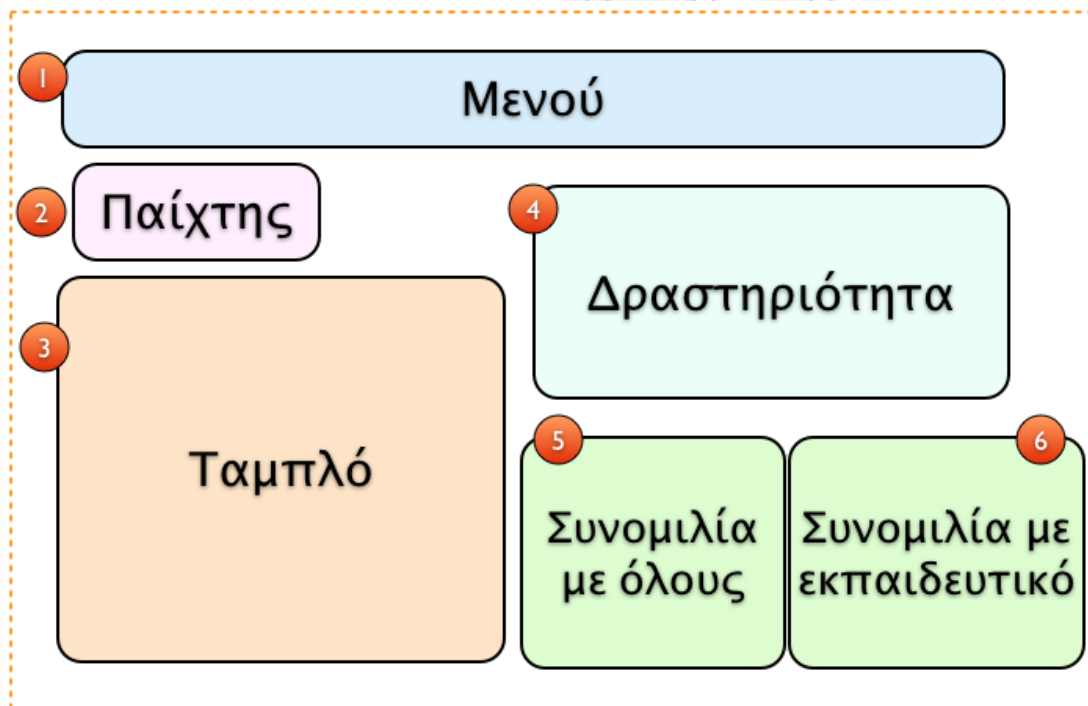 1
Μενού
2
Παίχτης
4
Δραστηριότητα
3
Ταμπλό
5
Συνομιλία
με όλους
6
Συνομιλία με
εκπαιδευτικό